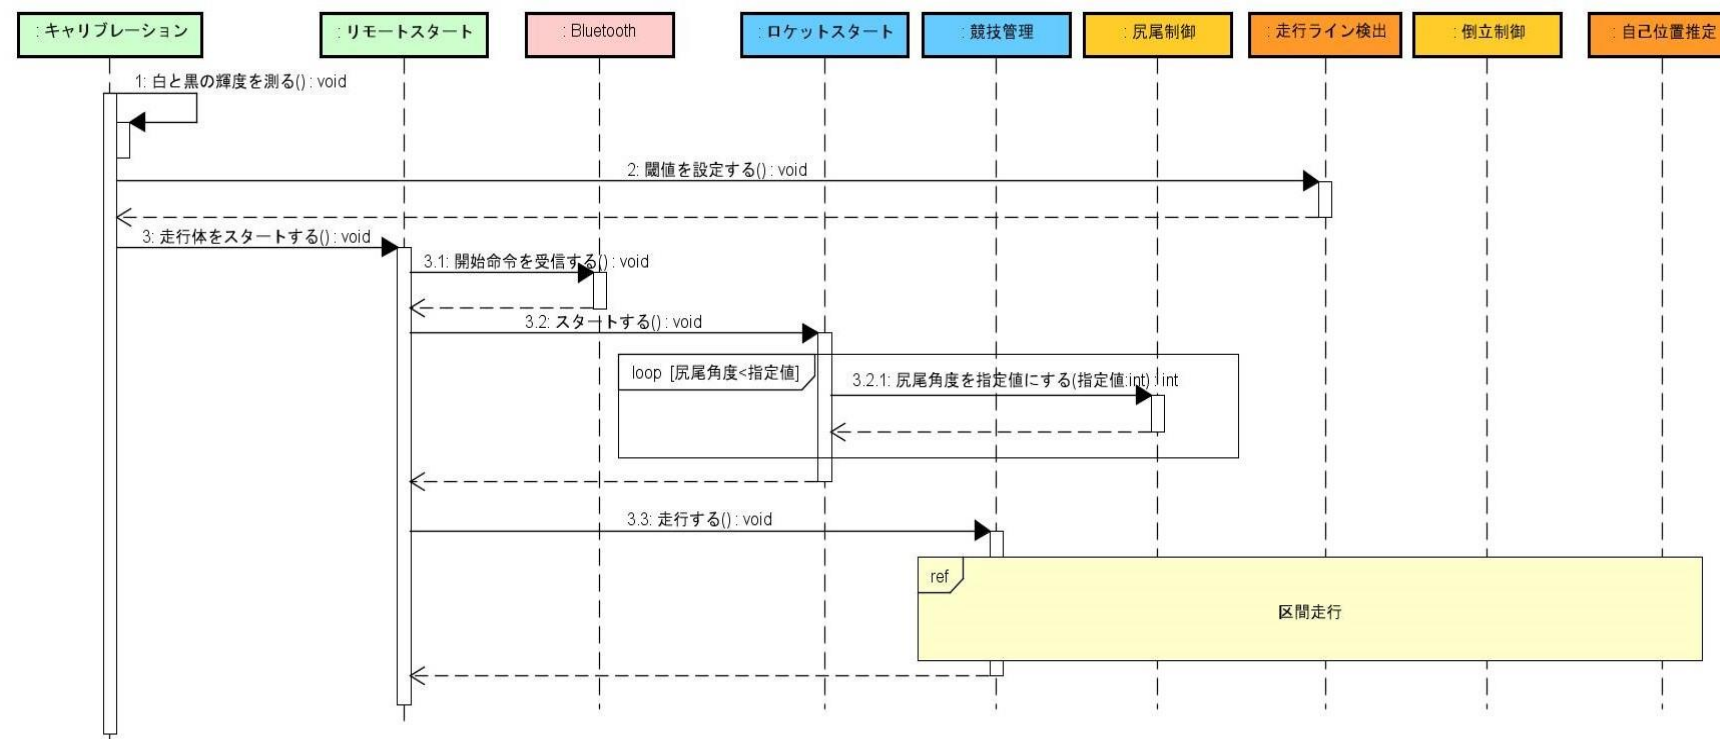 : キャリブレーション
: リモートスタート
: Bluetooth
: ロケットスタート
: 競技管理
: 尻尾制御
: 走行ライン検出
: 倒立制御
: 自己位置推定
1: 白と黒の輝度を測る() : void
2: 閾値を設定する() : void
3: 走行体をスタートする() : void
3.1: 開始命令を受信する() : void
3.2: スタートする() : void
loop [尻尾角度<指定値]
3.2.1: 尻尾角度を指定値にする(指定値:int) : int
3.3: 走行する() : void
ref
区間走行